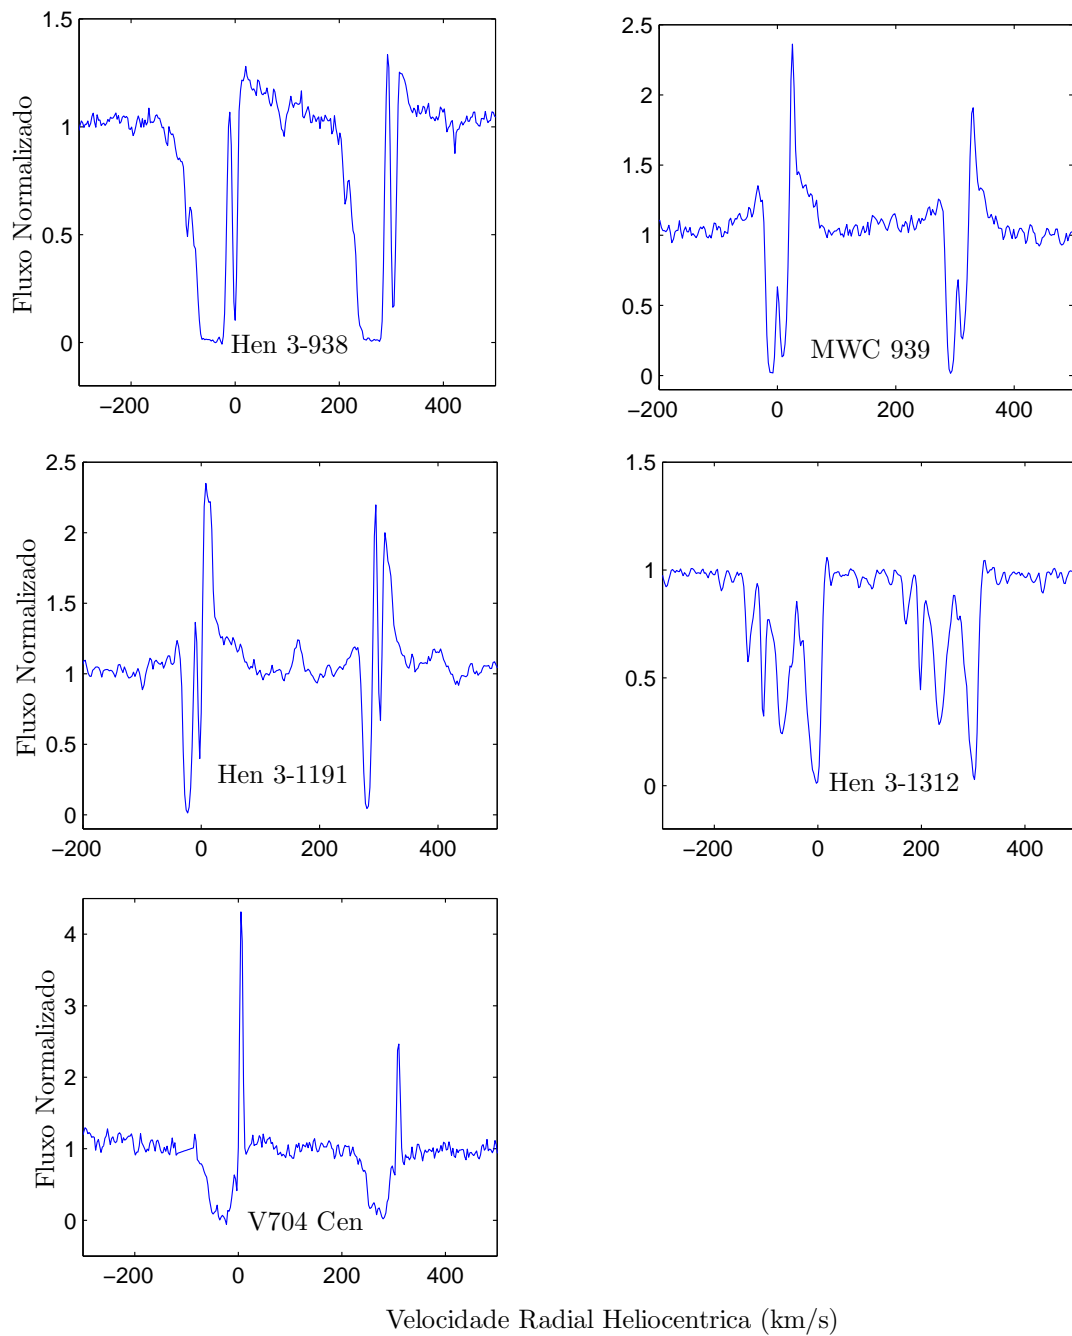 1.5
1
0.5
0
Fluxo Normalizado
Hen 3-938
−200 0 200 400
2.5
2
1.5
1
0.5
0
MWC 939
−200 0 200 400
2.5
2
1.5
1
0.5
0
Fluxo Normalizado
Hen 3-1191
−200 0 200 400
1.5
1
0.5
0
Hen 3-1312
−200 0 200 400
4
3
2
1
0
Fluxo Normalizado
V704 Cen
−200 0 200 400
Velocidade Radial Heliocentrica (km/s)